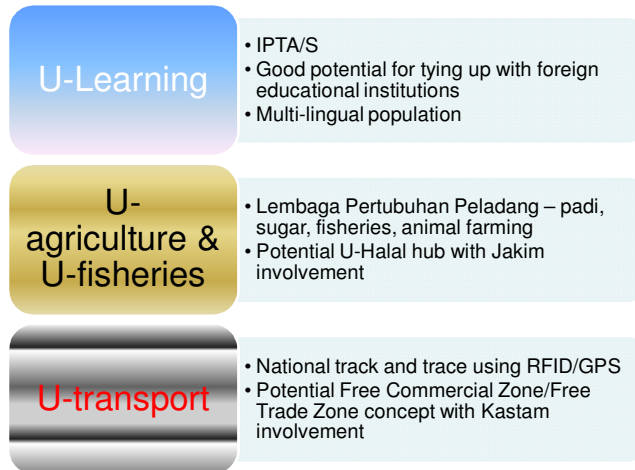 U-Learning
• IPTA/S
• Good potential for tying up with foreign
educational institutions
• Multi-lingual population
U-
agriculture &
U-fisheries
• Lembaga Pertubuhan Peladang – padi,
sugar, fisheries, animal farming
• Potential U-Halal hub with Jakim
involvement
U-transport
• National track and trace using RFID/GPS
• Potential Free Commercial Zone/Free
Trade Zone concept with Kastam
involvement